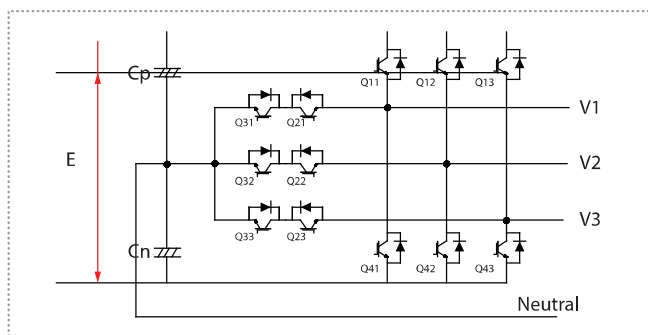 Cp
Q11
Q12
Q13
Q31
Q21
V1
E
Q32
Q22
V2
Q33
Q23
V3
Cn
Q41
Q42
Q43
Neutral